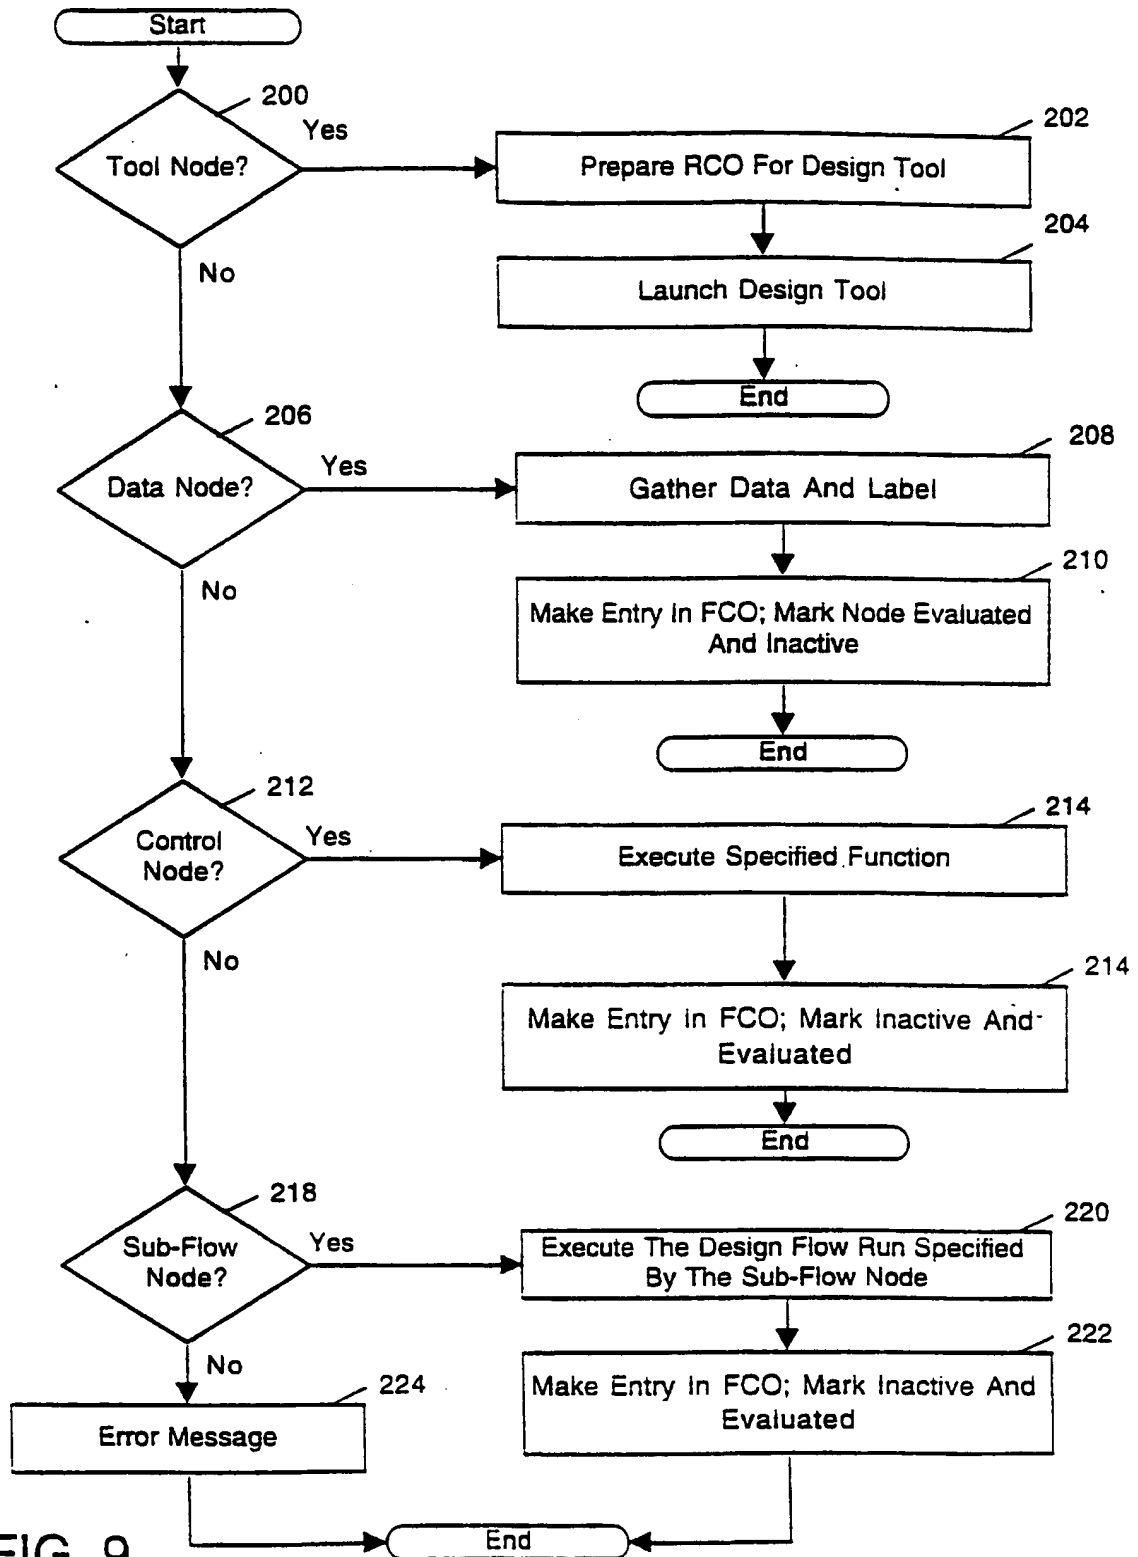 Start
200
Yes
202
Tool Node?
Prepare RCO For Design Tool
204
No
Launch Design Tool
End
206
208
Yes
Data Node?
Gather Data And Label
210
No
Make Entry In FCO; Mark Node Evaluated
And Inactive
End
212
214
Yes
Control
Node?
Execute Specified Function
No
214
Make Entry In FCO; Mark Inactive And
Evaluated
End
218
220
Yes
Sub-Flow
Node?
Execute The Design Flow Run Specified
By The Sub-Flow Node
222
No
224
Make Entry In FCO; Mark Inactive And
Evaluated
Error Message
End
FIG. 9